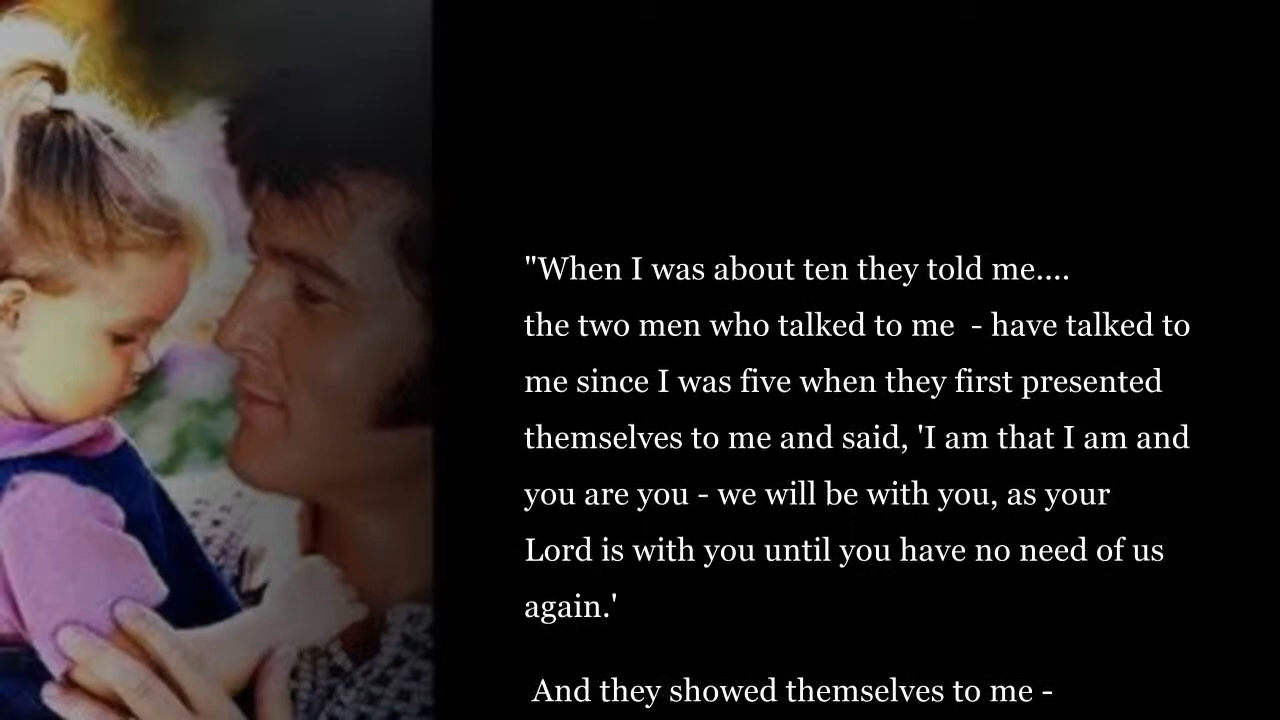 "When I was about ten they told me....
the two men who talked to me  - have talked to
me since I was five when they first presented
themselves to me and said, 'I am that I am and
you are you - we will be with you, as your
Lord is with you until you have no need of us
again.'
And they showed themselves to me -